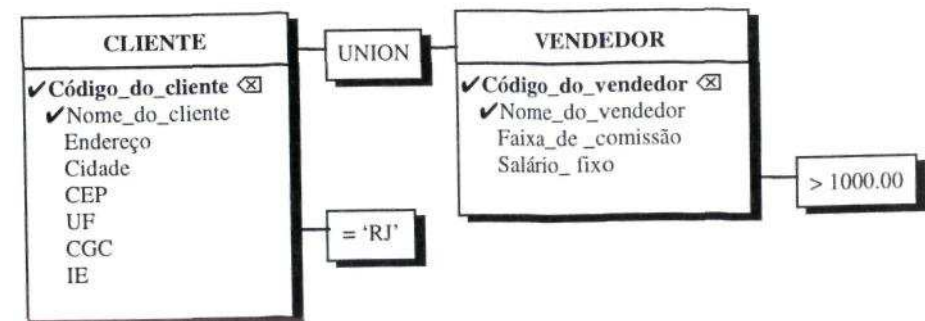 CLIENTE
✔Código_do_cliente ⌫
✔Nome_do_cliente
Endereço
Cidade
CEP
UF
CGC
IE
UNION
= ‘RJ’
VENDEDOR
✔Código_do_vendedor ⌫
✔Nome_do_vendedor
Faixa_de _comissão
Salário_ fixo
> 1000.00